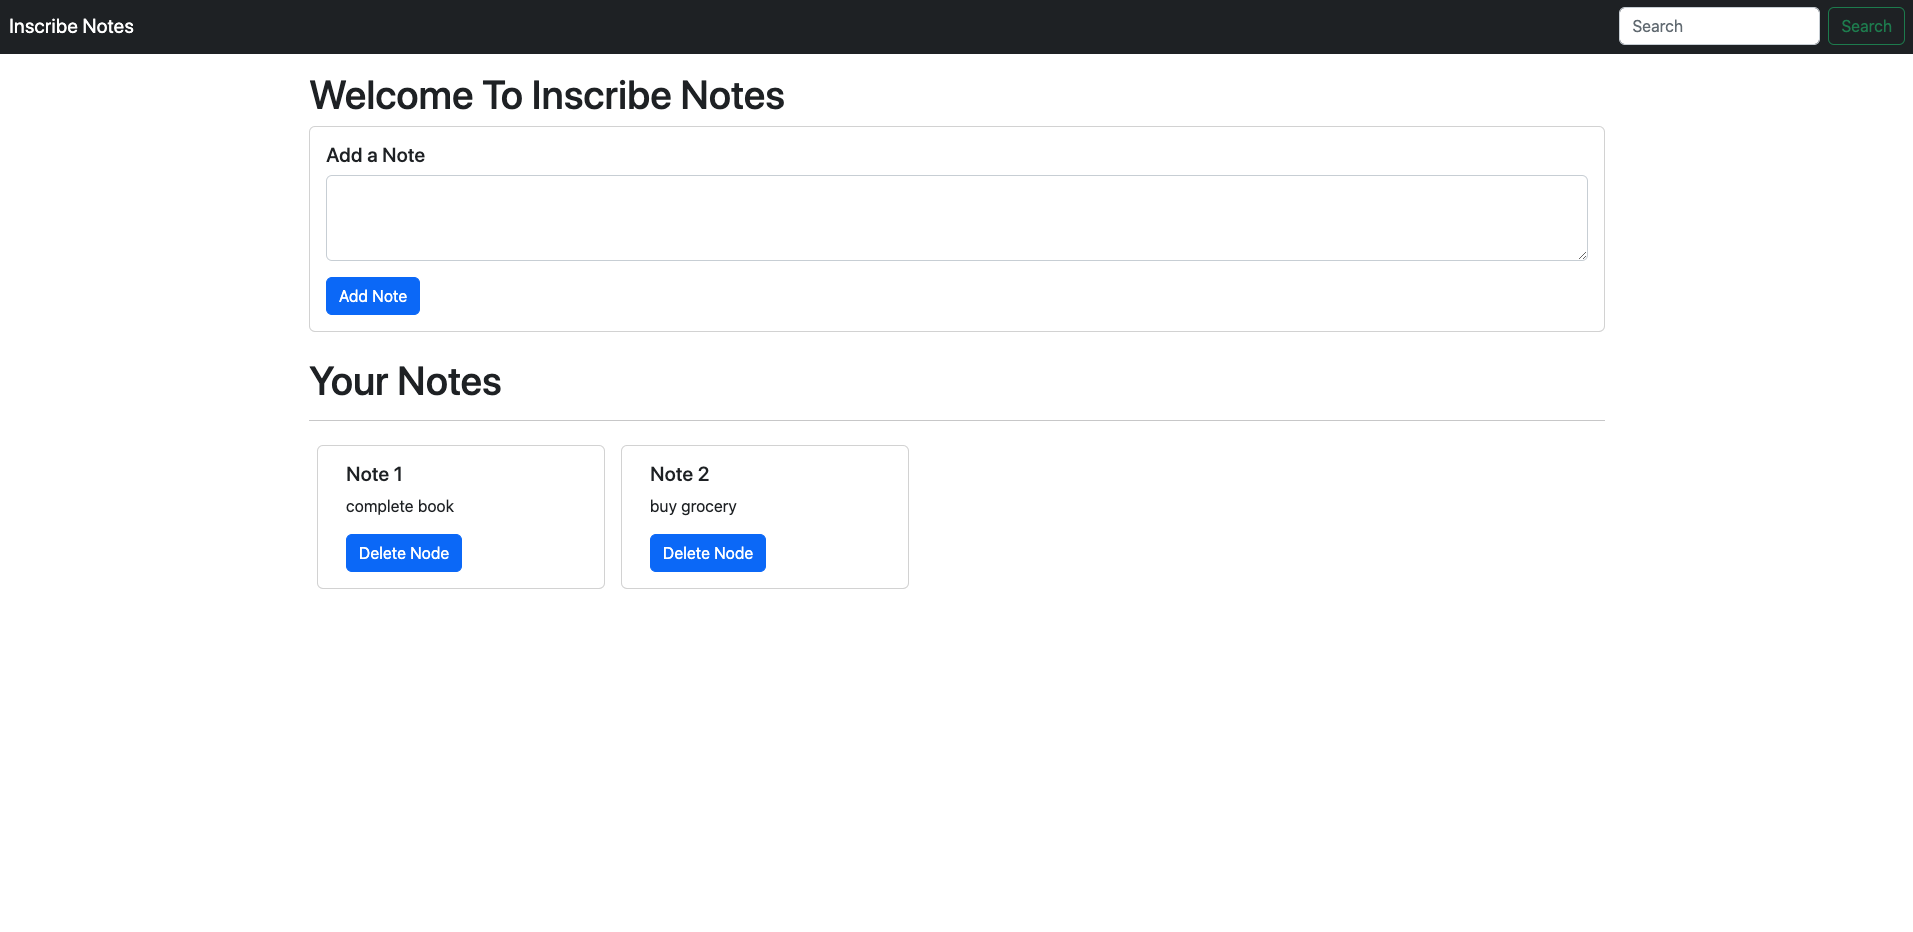 Inscribe Notes
Search
Search
Welcome To Inscribe Notes
Add a Note
Add Note
Your Notes
Note 1
complete book
Delete Node
Note 2
buy grocery
Delete Node